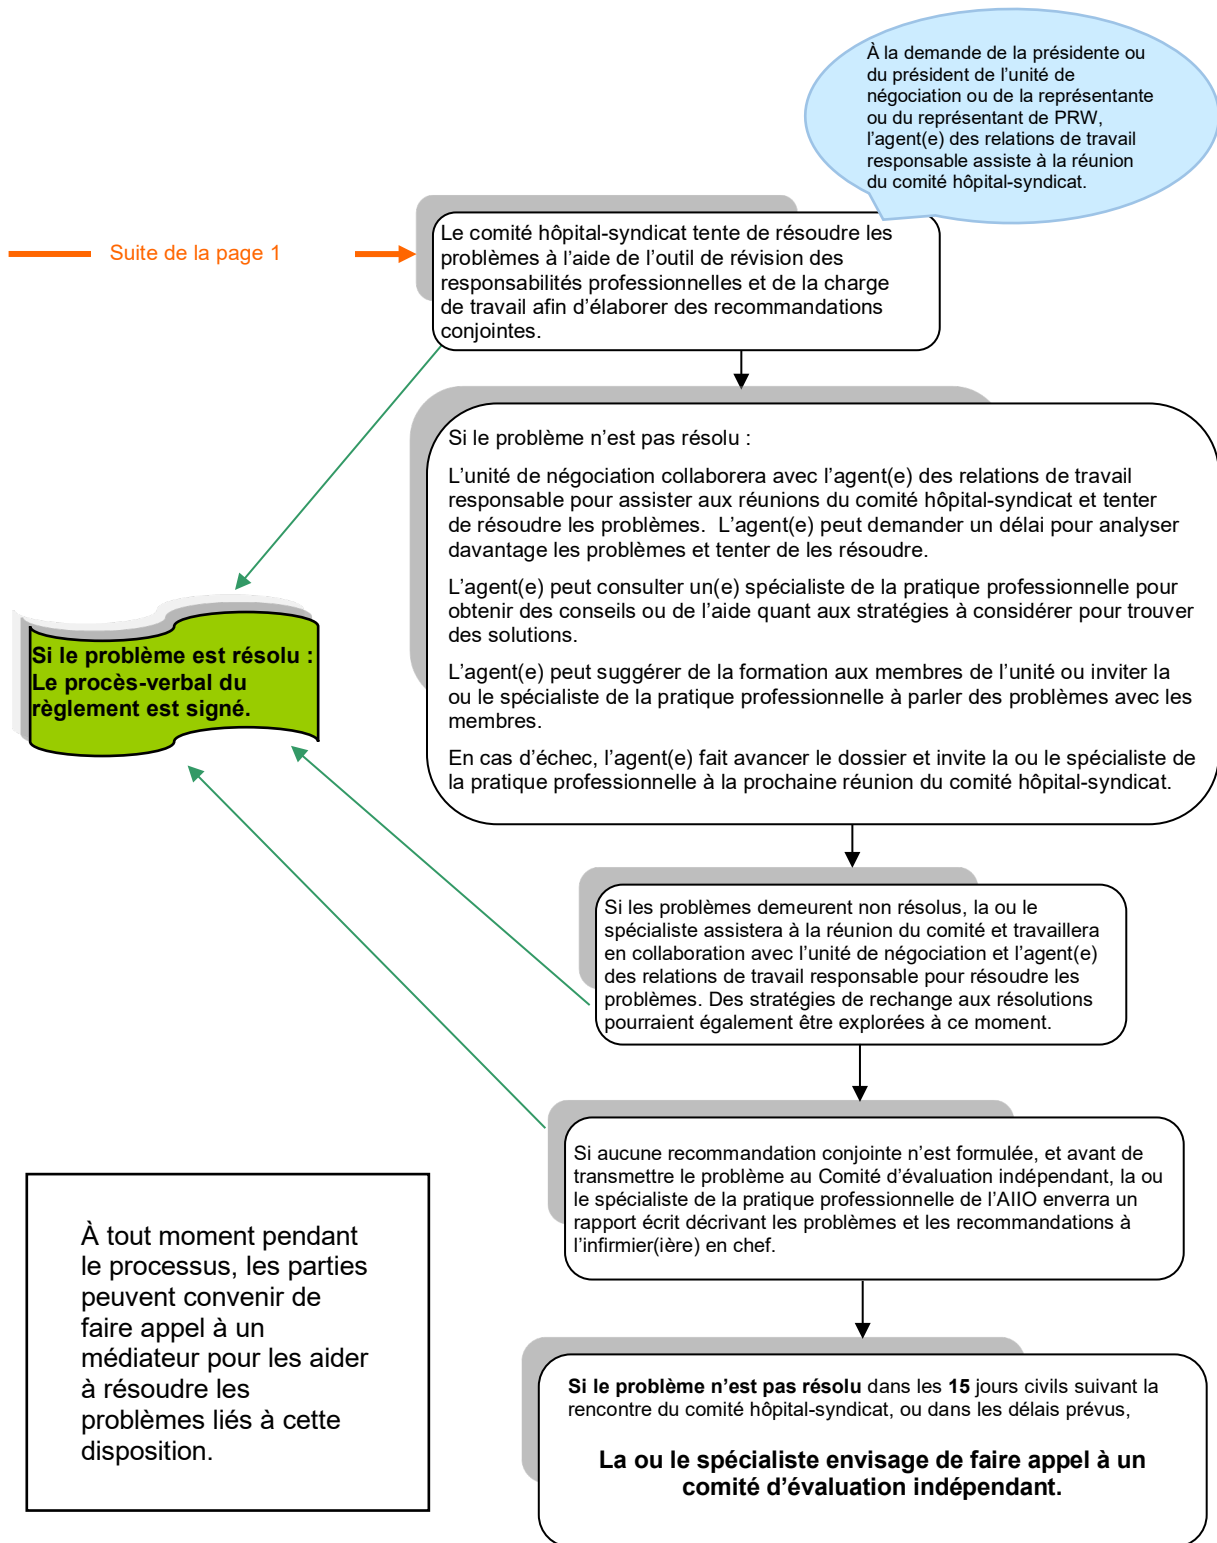 À la demande de la présidente ou
du président de l'unité de
négociation ou de la représentante
ou du représentant de PRW,
l'agent(e) des relations de travail
responsable assiste à la réunion
du comité hôpital-syndicat.
Suite de la page 1
Le comité hôpital-syndicat tente de résoudre les
problèmes à l'aide de l'outil de révision des
responsabilités professionnelles et de la charge
de travail afin d'élaborer des recommandations
conjointes.
Si le problème n'est pas résolu :
L'unité de négociation collaborera avec l'agent(e) des relations de travail
responsable pour assister aux réunions du comité hôpital-syndicat et tenter
de résoudre les problèmes.  L'agent(e) peut demander un délai pour analyser
davantage les problèmes et tenter de les résoudre.
L'agent(e) peut consulter un(e) spécialiste de la pratique professionnelle pour
obtenir des conseils ou de l'aide quant aux stratégies à considérer pour trouver
des solutions.
L'agent(e) peut suggérer de la formation aux membres de l'unité ou inviter la
ou le spécialiste de la pratique professionnelle à parler des problèmes avec les
membres.
En cas d'échec, l'agent(e) fait avancer le dossier et invite la ou le spécialiste de
la pratique professionnelle à la prochaine réunion du comité hôpital-syndicat.
Si le problème est résolu :
Le procès-verbal du
règlement est signé.
Si les problèmes demeurent non résolus, la ou le
spécialiste assistera à la réunion du comité et travaillera
en collaboration avec l'unité de négociation et l'agent(e)
des relations de travail responsable pour résoudre les
problèmes. Des stratégies de rechange aux résolutions
pourraient également être explorées à ce moment.
Si aucune recommandation conjointe n'est formulée, et avant de
transmettre le problème au Comité d'évaluation indépendant, la ou
le spécialiste de la pratique professionnelle de l'AIIO enverra un
rapport écrit décrivant les problèmes et les recommandations à
l'infirmier(ière) en chef.
À tout moment pendant
le processus, les parties
peuvent convenir de
faire appel à un
médiateur pour les aider
à résoudre les
problèmes liés à cette
disposition.
Si le problème n'est pas résolu dans les 15 jours civils suivant la
rencontre du comité hôpital-syndicat, ou dans les délais prévus,
La ou le spécialiste envisage de faire appel à un
comité d'évaluation indépendant.